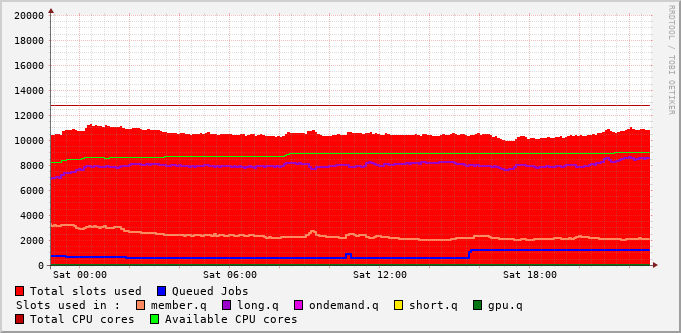 RRDTOOL / TOBI OETIKER
20000
18000
16000
14000
12000
10000
8000
6000
4000
2000
0
Sat 00:00 Sat 06:00 Sat 12:00 Sat 18:00
Total slots used Queued Jobs
Slots used in : member.q long.q ondemand.q short.q gpu.q
Total CPU cores Available CPU cores